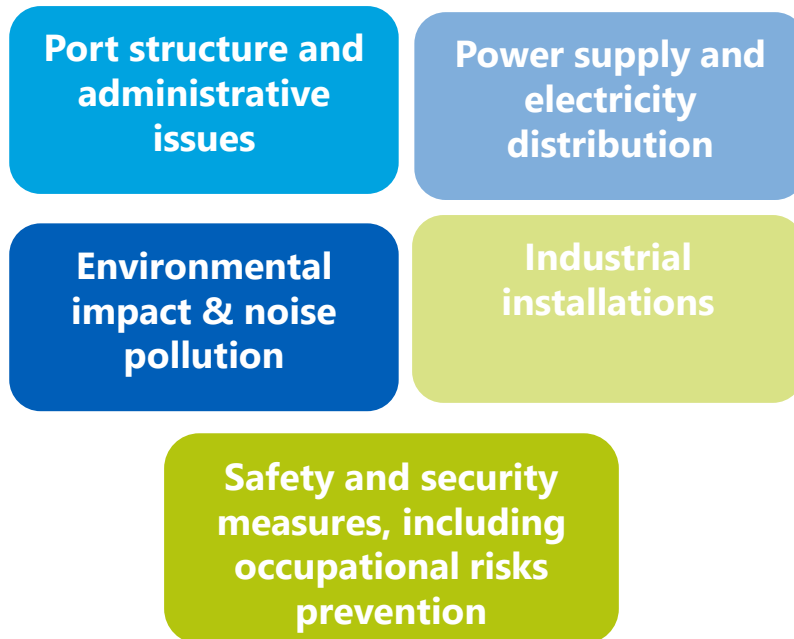 Port structure and
administrative
issues
Power supply and
electricity
distribution
Environmental
impact & noise
pollution
Industrial
installations
Safety and security
measures, including
occupational risks
prevention